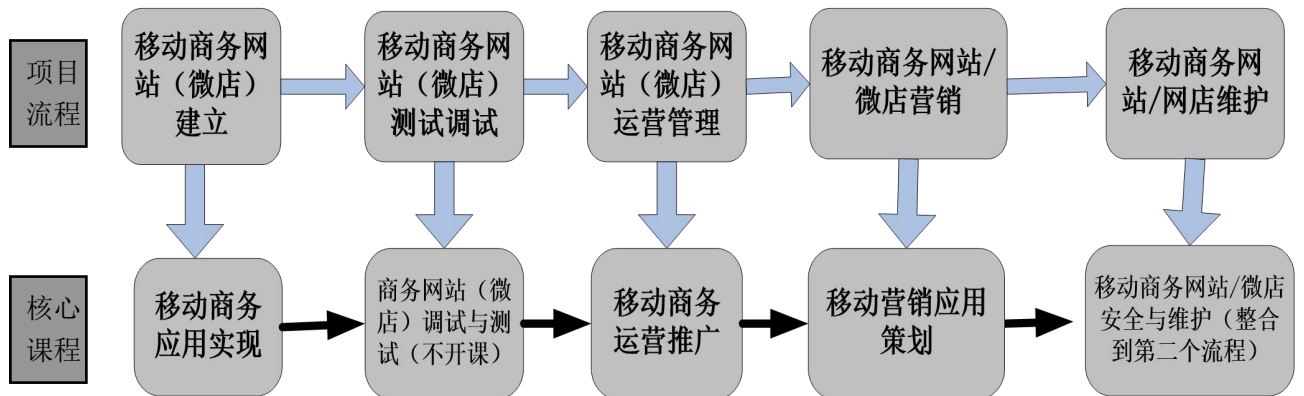 项目
流程
移动商务网
站（微店）
建立
移动商务网
站（微店）
测试调试
移动商务网
站（微店）
运营管理
移动商务网站/
微店营销
移动商务网
站/网店维护
核心
课程
移动商务
应用实现
商务网站（微
店）调试与测
试（不开课）
移动商务
运营推广
移动营销应用
策划
移动商务网站/微店
安全与维护（整合
到第二个流程）